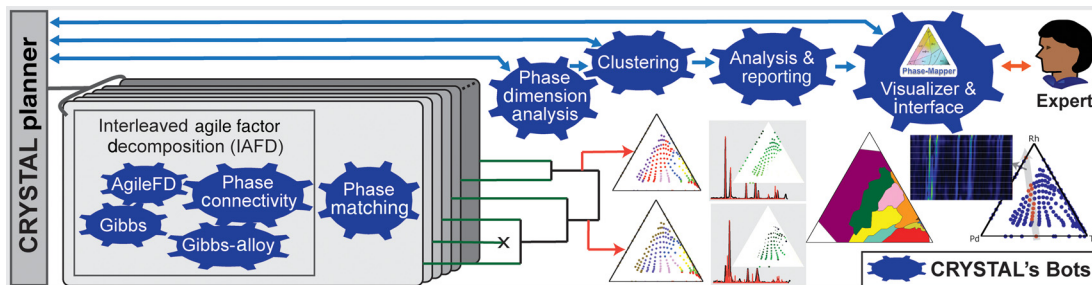 CRYSTAL planner
Interleaved agile factor
decomposition (IAFD)
AgileFD
Phase
connectivity
Gibbs
Gibbs-alloy
Phase
matching
Phase
dimension
analysis
Clustering
Analysis &
reporting
Phase-Mapper
Visualizer &
interface
Expert
X
Rh
Pd
CRYSTAL's Bots